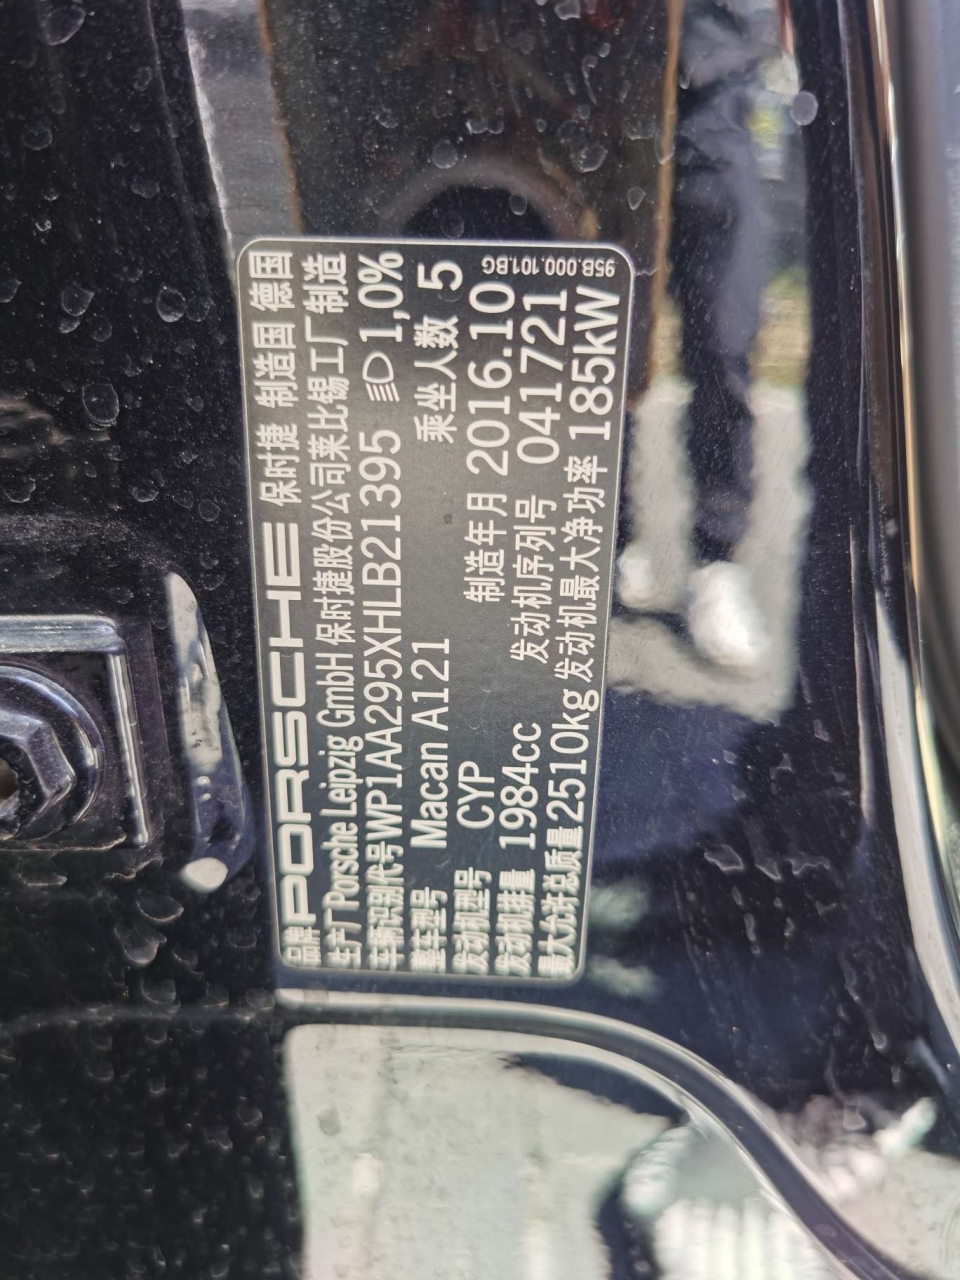 品牌 PORSCHE 保时捷 制造国 德国
生产厂 Porsche Leipzig GmbH 保时捷股份公司莱比锡工厂制造
车辆识别代号 WP1AA295XHLB21395 1,0%
整车型号 Macan A121 乘坐人数 5
发动机型号 CYP 制造年月 2016.10
发动机排量 1984cc 发动机序列号 041721
最大允许总质量 2510kg 发动机最大净功率 185kW
95B.000.101.BG